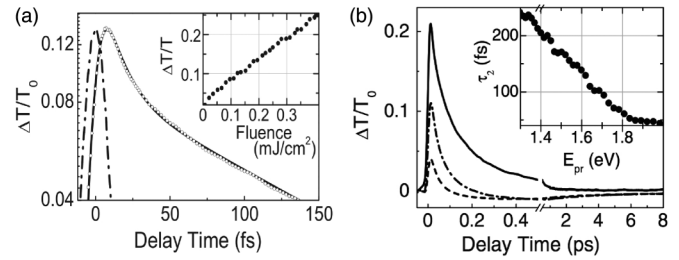 (a)
0.12
0.08
0.04
ΔT/T0
0 50 100 150
Delay Time (fs)
ΔT/T
0.2
0.1
0 0.1 0.2 0.3
Fluence
(mJ/cm²)
(b)
0.2
0.1
0
ΔT/T0
0 0.2 0.4 2 4 6 8
Delay Time (ps)
τ2 (fs)
200
100
1.4 1.6 1.8
Epr (eV)